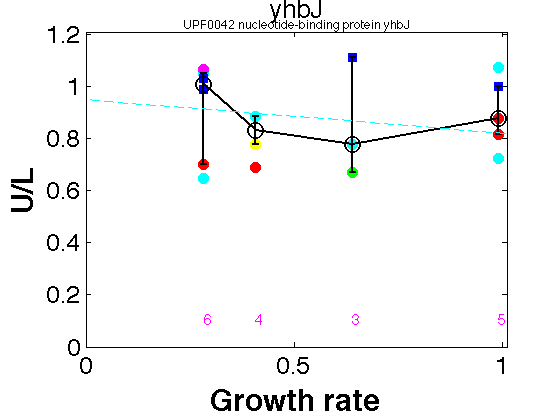 yhbJ
UPF0042 nucleotide-binding protein yhbJ
1.2
1
0.8
0.6
0.4
0.2
0
U/L
6 4 3 5
0 0.5 1
Growth rate